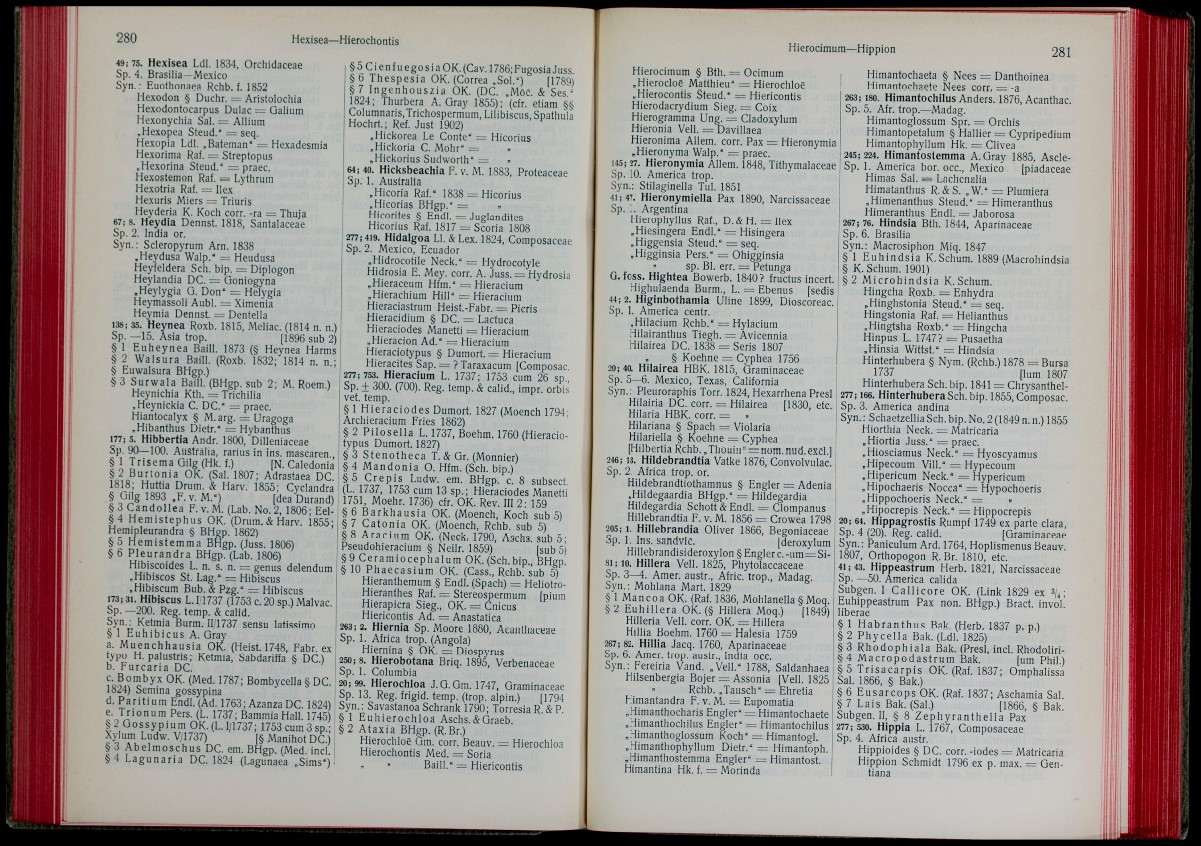 280
Hexisea—Hierochontis
49; 75. Hexisea Ldl. 1834, Orchidaceae
Sp. 4. Brasilia—Mexico
Syn.: Euothonaea Rchb. f. 1852
Hexodon § Duchr. = Aristolochia
Hexodontocarpus Dulac = Galium
Hexonychia Sal. = Allium
„Hexopea Steud.“ = seq.
Hexopia Ldl. „Bateman“ = Hexadesmia
Hexorima Raf. = Streptopus
„Hexorina Steud.“ = praec.
Hexostemon Raf. = Lythrum
Hexotria Raf. = Ilex
Hexuris Miers = Triuris
Heyderia K. Koch corr. -ra = Thuja
67; 8. Heydia Dennst. 1818, Santalaceae
Sp. 2. India or.
Syn.: Scleropyrum Arn. 1838
„Heydusa Walp.“ = Heudusa
Heyfeldera Sch. bip. = Diplogon
Heylandia DC. = Goniogyna
„Heylygia G. Don“ = Helygia
Heymassoli Aubl. = Ximenia
Heymia Dennst. = Dentella
138; 35. Heynea Roxb. 1815, Meliac. (1814 n. n.)
Sp. —15. Asia trop. [1896 sub 2)
§ 1 Euheynea Baill. 1873 (§ Heynea Harms
§ 2 Walsura Baill. (Roxb. 1832; 1814 n. n.;
§ Euwalsura BHgp.)
§ 3 Surwala Baill. (BHgp. sub 2; M. Roem.)
Heynichia Kth. = Trichilia
„Heynickia C. DC.“ = praec.
Hiantocalyx § M. arg. = Uragoga
„Hibanthus Dietr.“ = Hybanthus
177; 5. Hibbertia Andr. 1800, Dilleniaceae
Sp. 90—100. Australia, rarius in ins. mascaren.,
§ 1 Trisema Gilg (Hk. f.) [N. Caledonia
§ 2 Burtonia OK. (Sal. 1807; Adrastaea DC.
1818; Huttia Drum. & Harv. 1855; Cyclandra
§ Gilg 1893 „F. v. M.“) [dea Durand)
§ 3 Candollea F. v. M. (Lab. No. 2, 1806; Eel-
§ 4 Hemistephus OK. (Drum. & Harv. 1855;
Hemipleurandra § BHgp. 1862)
§ 5 Hemistemma BHgp. (Juss. 1806)
§ 6 Pleurandra BHgp. (Lab. 1806)
Hibiscoides L. n. s. n. = genus delendum
„Hibiscos St. Lag.“ = Hibiscus
„Hibiscum Bub. & Pzg.“ = Hibiscus
173; 31. Hibiscus L. I/1737 (1753 c. 20 sp.) Malvac.
Sp. —200. Reg. temp. & calid.
Syn.: Ketmia Burm. II/1737 sensu latissimo
§ 1 Euhibicus A. Gray
a. Muenchhausia OK. (Heist. 1748, Fabr. ex
typo H. palustris; Ketmia, Sabdariffa § DC.)
b. Furcaria DC.
c. Bombyx OK. (Med. 1787; Bombycella § DC.
1824) Semina gossypina
d. Paritium Endl. (Ad. 1763; Azanza DC. 1824)
e. Trionum Pers. (L. 1737; Bammia Hall. 1745)
§ 2 Gossypium OK. (L. I/1737; 1753 cum 3 sp.;
Xylum Ludw. V/1737) [§ Manihot DC.)
§ 3 Abelmoschus DC. em. BHgp. (Med. incl.
§ 4 Lagunaria DC. 1824 (Lagunaea „Sims“)
§ 5 Cienfuegosia OK. (Cav. 1786; Fugosia Juss.
§ 6 Thespesia OK. (Correa „Sol.“) [1789)
§ 7 Ingenhouszia OK. (DC. „Moc. & Ses.“
1824; Thurbera A. Gray 1855); (cfr. etiam §§
Columnaris, Trichospermum, Lilibiscus, Spathula
Hochrt.; Ref. Just 1902)
„Hickorea Le Conte“ = Hicorius
„Hickoria C. Mohr“ = „
„Hickorius Sudworth“ = „
64; 40. Hicksbeachia F. v. M. 1883, Proteaceae
Sp. 1. Australia
„Hicoria Raf.“ 1838 = Hicorius
„Hicorias BHgp.“ = „
Hicorites § Endl. = Juglandites
Hicorius Raf. 1817 = Scoria 1808
277; 419. Hidalgoa Ll. & Lex. 1824, Composaceae
Sp. 2. Mexico, Ecuador
„Hidrocotile Neck.“ = Hydrocotyle
Hidrosia E. Mey. corr. A. Juss. = Hydrosia
„Hieraceum Hfm.“ = Hieracium
„Hierachium Hill“ = Hieracium
Hieraciastrum Heist.-Fabr. = Picris
Hieracidium § DC. = Lactuca
Hieraciodes Manetti = Hieracium
„Hieracion Ad.“ = Hieracium
Hieraciotypus § Dumort. = Hieracium
Hieracites Sap. = ? Taraxacum [Composac.
277; 753. Hieracium L. 1737; 1753 cum 26 sp.,
Sp. ± 300. (700). Reg. temp. & calid., impr. orbis
vet. temp.
§ 1 Hieraciodes Dumort. 1827 (Moench 1794;
Archieracium Fries 1862)
§ 2 Pilosella L. 1737, Boehm. 1760 (Hieracio-
typus Dumort. 1827)
§ 3 Stenotheca T. & Gr. (Monnier)
§ 4 Mandonia O. Hfm. (Sch. bip.)
§ 5 Crepis Ludw. em. BHgp. c. 8 subsect.
(L. 1737, 1753 cum 13 sp.; Hieraciodes Manetti
1751, Moehr. 1736) cfr. OK. Rev. III 2: 159
§ 6 Barkhausia OK. (Moench, Koch sub 5)
§ 7 Catonia OK. (Moench, Rchb. sub 5)
§ 8 Aracium OK. (Neck. 1790, Aschs. sub 5;
Pseudohieracium § Neilr. 1859) [sub 5)
§ 9 Ceramiocephalum OK. (Sch. bip., BHgp.
§ 10 Phaecasium OK. (Cass., Rchb. sub 5)
Hieranthemum § Endl. (Spach) = Heliotro-
Hieranthes Raf. = Stereospermum [pium
Hierapicra Sieg., OK. = Cnicus
Hiericontis Ad. = Anastatica
263; 2. Hiernia Sp. Moore 1880, Acanthaceae
Sp. 1. Africa trop. (Angola)
Hiernina § OK. = Diospyrus
250; 8. Hierobotana Briq. 1895, Verbenaceae
Sp. 1. Columbia
20; 99. Hierochloa J. G. Gm. 1747, Graminaceae
Sp. 13. Reg. frigid. temp. (trop. alpin.) [1794
Syn.: Savastanoa Schrank 1790; Torresia R. & P.
§ 1 Euhierochloa Aschs. & Graeb.
§ 2 Ataxia BHgp. (R. Br.)
Hierochloë Gm. corr. Beauv. = Hierochloa
Hierochontis Med. = Soria
„ „ Baill.“ = Hiericontis
Hierocimum—Hippion
281
Hierocimum § Bth. = Ocimum
„Hierocloë Matthieu“ = Hierochloë
„Hierocontis Steud.“ = Hiericontis
Hierodacrydium Sieg. = Coix
Hierogramma Ung. = Cladoxylum
Hieronia Vell. = Davillaea
Hieronima Allem. corr. Pax = Hieronymia
„Hieronyma Walp.“ = praec.
145; 27. Hieronymia Allem. 1848, Tithymalaceae
Sp. 10. America trop.
Syn.: Stilaginella Tul. 1851
41; 47. Hieronymiella Pax 1890, Narcissaceae
Sp. 1. Argentina
Hierophyllus Raf., D. & H. = Ilex
„Hiesingera Endl.“ = Hisingera
„Higgensia Steud.“ = seq.
„Higginsia Pers.“ = Ohigginsia
„ sp. Bl. err. = Petunga
G. foss. Hightea Bowerb. 1840? fructus incert.
Highulaenda Burm., L. = Ebenus [sedis
44; 2. Higinbothamia Uline 1899, Dioscoreac.
Sp. 1. America centr.
„Hilacium Rchb.“ = Hylacium
Hilairanthus Tiegh. = Avicennia
Hilairea DC. 1838 = Seris 1807
„ § Koehne = Cyphea 1756
20; 40. Hilairea HBK. 1815, Graminaceae
Sp. 5—6. Mexico, Texas, California
Syn.: Pleuroraphis Torr. 1824, Hexarrhena Presl
Hilairia DC. corr. = Hilairea [1830, etc.
Hilaria HBK. corr. = „
Hilariana § Spach = Violaria
Hilariella § Koehne = Cyphea
[Hilbertia Rchb. „Thouin“ = nom. nud. excl.]
246; 13. Hildebrandtia Vatke 1876, Convolvulac.
Sp. 2. Africa trop. or.
Hildebrandtiothamnus § Engler = Adenia
„Hildegaardia BHgp.“ = Hildegardia
Hildegardia Schott & Endl. = Clompanus
Hillebrandtia F. v. M. 1856 = Crowea 1798
205; 1. Hillebrandia Oliver 1866, Begoniaceae
Sp. 1. Ins. sandvic. [deroxylum
Hillebrandisideroxylon § Engler c. -um = Si-
81; 10. Hillera Vell. 1825, Phytolaccaceae
Sp. 3—4. Amer. austr., Afric. trop., Madag.
Syn.: Mohlana Mart. 1829
§ 1 Mancoa OK. (Raf. 1836, Mohlanella § Moq.
§ 2 Euhillera OK. (§ Hillera Moq.) [1849)
Hilleria Vell. corr. OK. = Hillera
Hillia Boehm. 1760 = Halesia 1759
267; 82. Hillia Jacq. 1760, Aparinaceae
Sp. 6. Amer. trop. austr., India occ.
Syn.: Fereiria Vand. „Vell.“ 1788, Saldanhaea
Hilsenbergia Bojer = Assonia [Vell. 1825
„ Rchb. „Tausch“ = Ehretia
Himantandra F. v. M. = Eupomatia
„Himanthocharis Engler“ = Himantochaete
„Himanthochilus Engler“ = Himantochilus
„Himanthoglossum Koch“ = Himantogl.
„Himanthophyllum Dietr.“ = Himantoph.
„Himanthostemma Engler“ = Himantost.
Himantina Hk. f. = Morinda
Himantochaeta § Nees = Danthoinea
Himantochaete Nees corr. = -a
263; 180. Himantochilus Anders. 1876, Acanthac.
Sp. 5. Afr. trop.—Madag.
Himantoglossum Spr. = Orchis
Himantopetalum § Hallier = Cypripedium
Himantophyllum Hk. = Clivea
245; 224. Himantostemma A. Gray 1885, Ascle-
Sp. 1. America bor. occ., Mexico [piadaceae
Himas Sal. = Lachenalia
Himatanthus R. & S. „W.“ = Plumiera
„Himenanthus Steud.“ = Himeranthus
Himeranthus Endl. = Jaborosa
267; 76. Hindsia Bth. 1844, Aparinaceae
Sp. 6. Brasilia
Syn.: Macrosiphon Miq. 1847
§ 1 Euhindsia K. Schum. 1889 (Macrohindsia
§ K. Schum. 1901)
§ 2 Microhindsia K. Schum.
Hingcha Roxb. = Enhydra
„Hinghstonia Steud.“ = seq.
Hingstonia Raf. = Helianthus
„Hingtsha Roxb.“ = Hingcha
Hinpus L. 1747? = Pusaetha
„Hinsia Wittst.“ = Hindsia
Hinterhubera § Nym. (Rchb.) 1878 = Bursa
1737 [lum 1807
Hinterhubera Sch. bip. 1841 = Chrysanthel-
277; 166. Hinterhubera Sch. bip. 1855, Composac.
Sp. 3. America andina
Syn.: Schaetzellia Sch. bip. No. 2 (1849 n. n.) 1855
Hiorthia Neck. = Matricaria
„Hiortia Juss.“ = praec.
„Hiosciamus Neck.“ = Hyoscyamus
„Hipecoum Vill.“ = Hypecoum
„Hipericum Neck.“ = Hypericum
„Hipochaeris Nocca“ = Hypochoeris
„Hippochoeris Neck.“ = „
„Hipocrepis Neck.“ = Hippocrepis
20; 64. Hippagrostis Rumpf 1749 ex parte clara,
Sp. 4 (20). Reg. calid. [Graminaceae
Syn.: Paniculum Ard. 1764, Hoplismenus Beauv.
1807, Orthopogon R. Br. 1810, etc.
41; 43. Hippeastrum Herb. 1821, Narcissaceae
Sp. —50. America calida
Subgen. I Callicore OK. (Link 1829 ex ¾;
Euhippeastrum Pax non. BHgp.) Bract. invol.
liberae
§ 1 Habranthus Bak. (Herb. 1837 p. p.)
§ 2 Phycella Bak. (Ldl. 1825)
§ 3 Rhodophiala Bak. (Presl, incl. Rhodoliri-
§ 4 Macropodastrum Bak. [um Phil.)
§ 5 Trisacarpis OK. (Raf. 1837; Omphalissa
Sal. 1866, § Bak.)
§ 6 Eusarcops OK. (Raf. 1837; Aschamia Sal.
§ 7 Lais Bak. (Sal.) [1866, § Bak.
Subgen. II, § 8 Zephyranthella Pax
277; 530. Hippia L. 1767, Composaceae
Sp. 4. Africa austr.
Hippioides § DC. corr. -iodes = Matricaria
Hippion Schmidt 1796 ex p. max. = Gen-
tiana